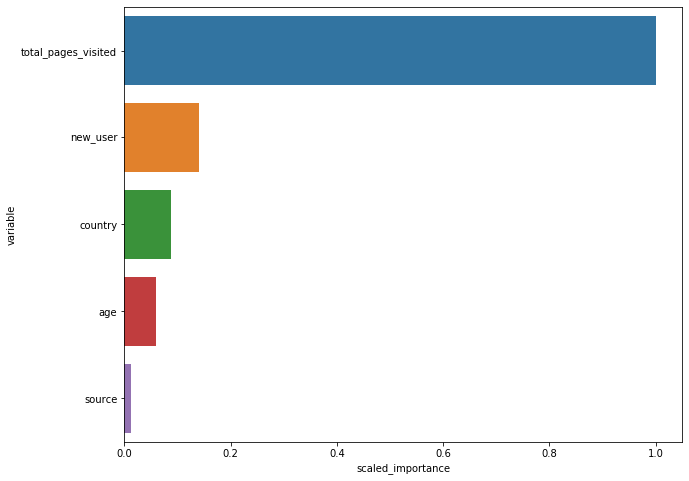 total_pages_visited
new_user
country
age
source
variable
0.0 0.2 0.4 0.6 0.8 1.0
scaled_importance